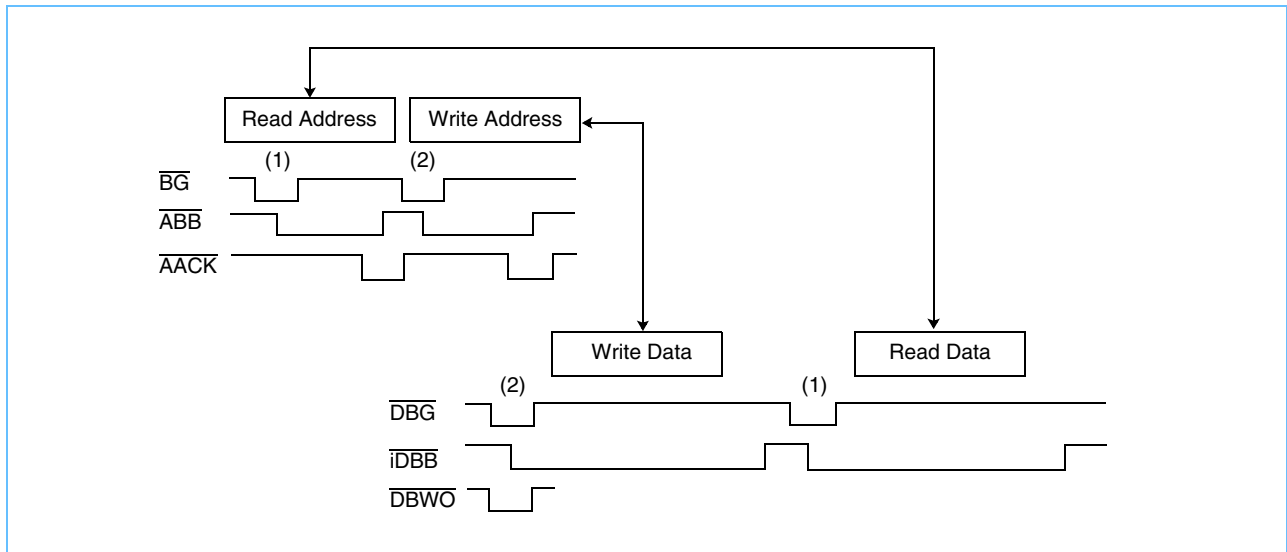 Read Address
Write Address
(1)
(2)
BG
ABB
AACK
Write Data
Read Data
(2)
(1)
DBG
iDBB
DBWO